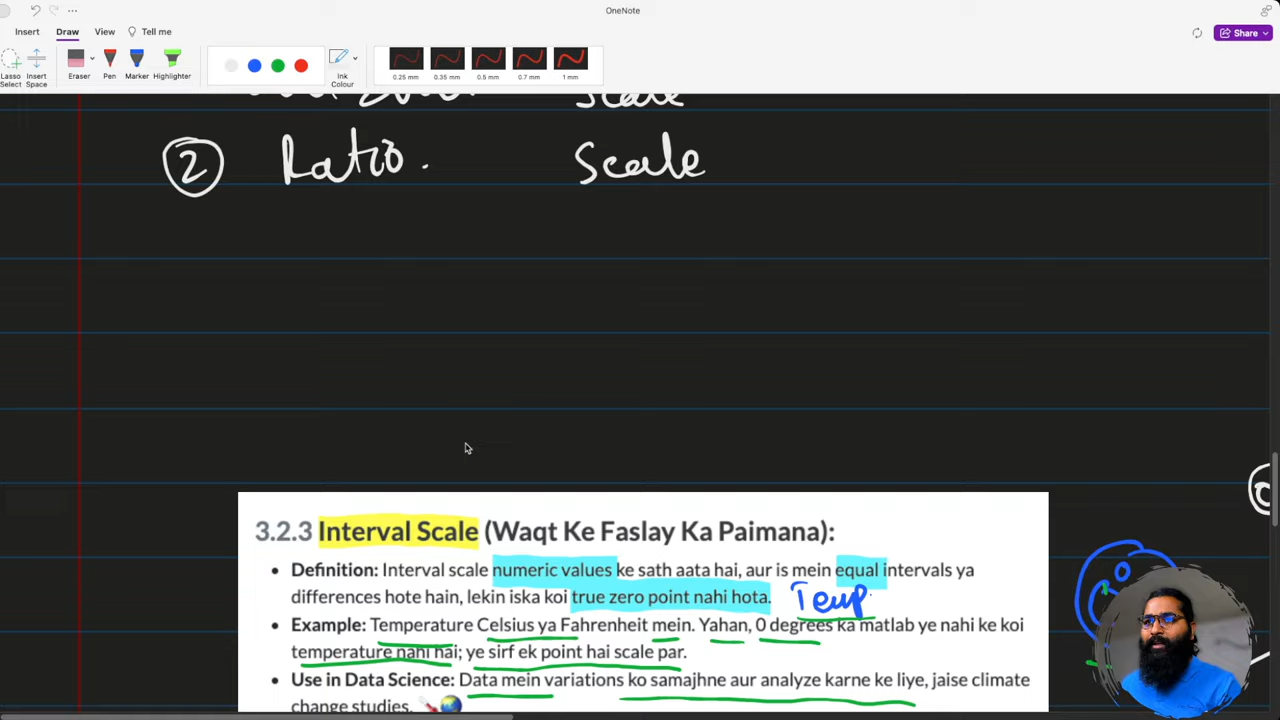 OneNote
Insert
Draw
View
Tell me
Share
Lasso Select
Insert Space
Eraser
Pen
Marker
Highlighter
Ink Colour
0.25 mm
0.35 mm
0.5 mm
0.7 mm
1 mm
Scale
2 Ratio. Scale
3.2.3 Interval Scale (Waqt Ke Faslay Ka Paimana):
• Definition: Interval scale numeric values ke sath aata hai, aur is mein equal intervals ya
differences hote hain, lekin iska koi true zero point nahi hota. Temp
• Example: Temperature Celsius ya Fahrenheit mein. Yahan, 0 degrees ka matlab ye nahi ke koi
temperature nahi hai; ye sirf ek point hai scale par.
• Use in Data Science: Data mein variations ko samajhne aur analyze karne ke liye, jaise climate
change studies.